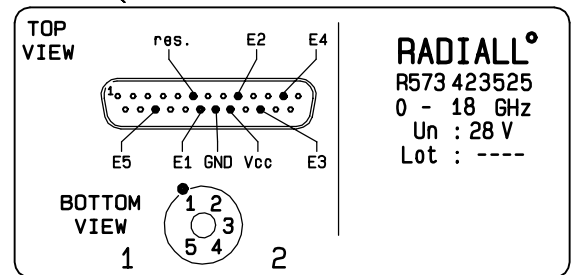 TOP
VIEW
res.
E2
E4
1
E5
E1
GND
Vcc
E3
BOTTOM
VIEW
1 2
3
5 4
1
2
RADIALL°
R573 423525
0 - 18 GHz
Un : 28 V
Lot : ----